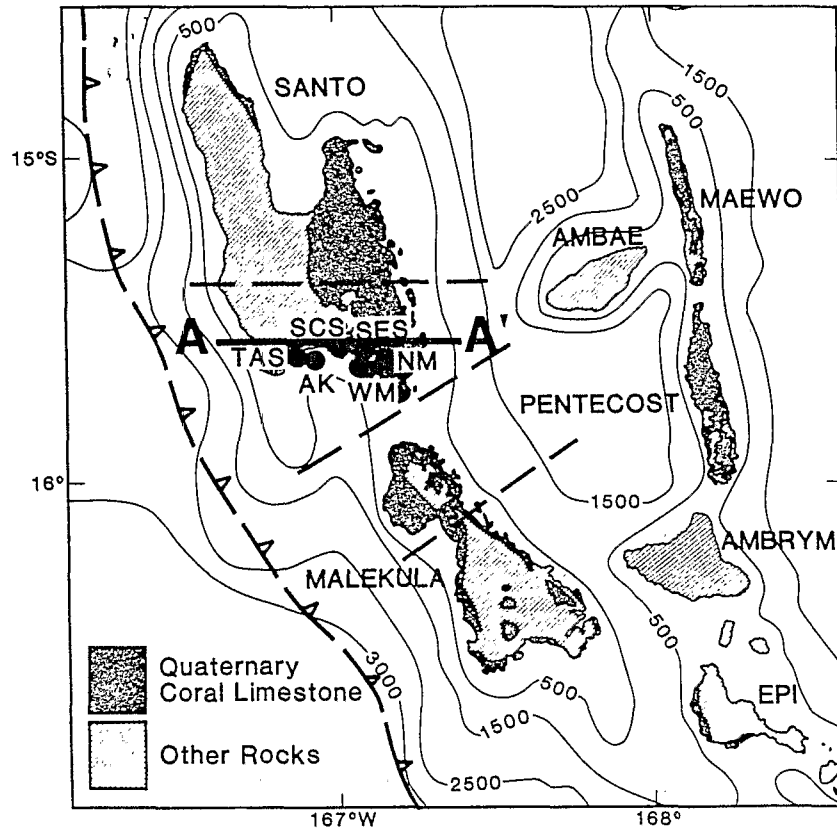 500
SANTO
1500
500
15°S
2500
MAEWO
AMBAE
A
SCS
SES
A'
TAS
NM
AK
WM
PENTECOST
16°
1500
AMBRYM
MALEKULA
500
3000
Quaternary
Coral Limestone
500
EPI
1500
Other Rocks
2500
167°W
168°